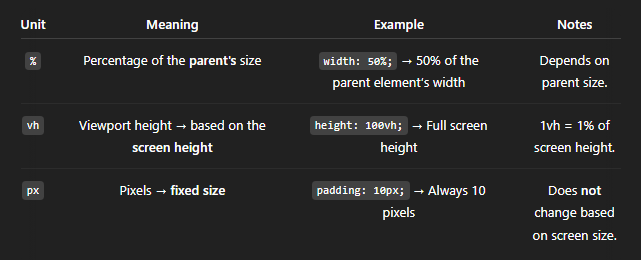 Unit Meaning Example Notes
% Percentage of the parent's size width: 50%; → 50% of the Depends on
parent element's width parent size.
vh Viewport height → based on the height: 100vh; → Full screen 1vh = 1% of
screen height height screen height.
px Pixels → fixed size padding: 10px; → Always 10 Does not
pixels change based
on screen size.